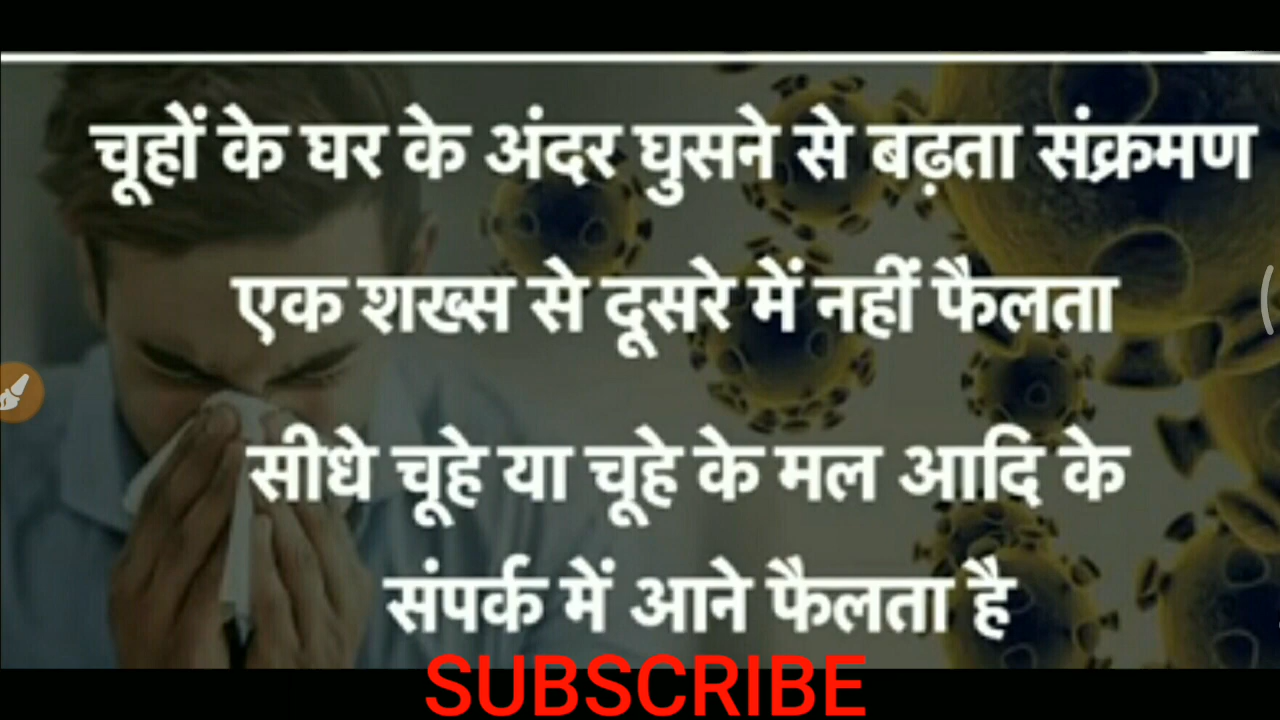 चूहों के घर के अंदर घुसने से बढ़ता संक्रमण
एक शख्स से दूसरे में नहीं फैलता
सीधे चूहे या चूहे के मल आदि के
संपर्क में आने फैलता है
SUBSCRIBE